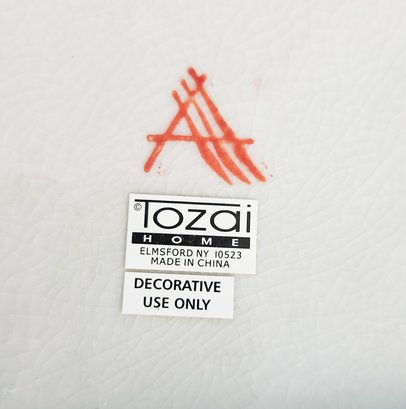 © Tozai
HOME
ELMSFORD NY 10523
MADE IN CHINA
DECORATIVE
USE ONLY